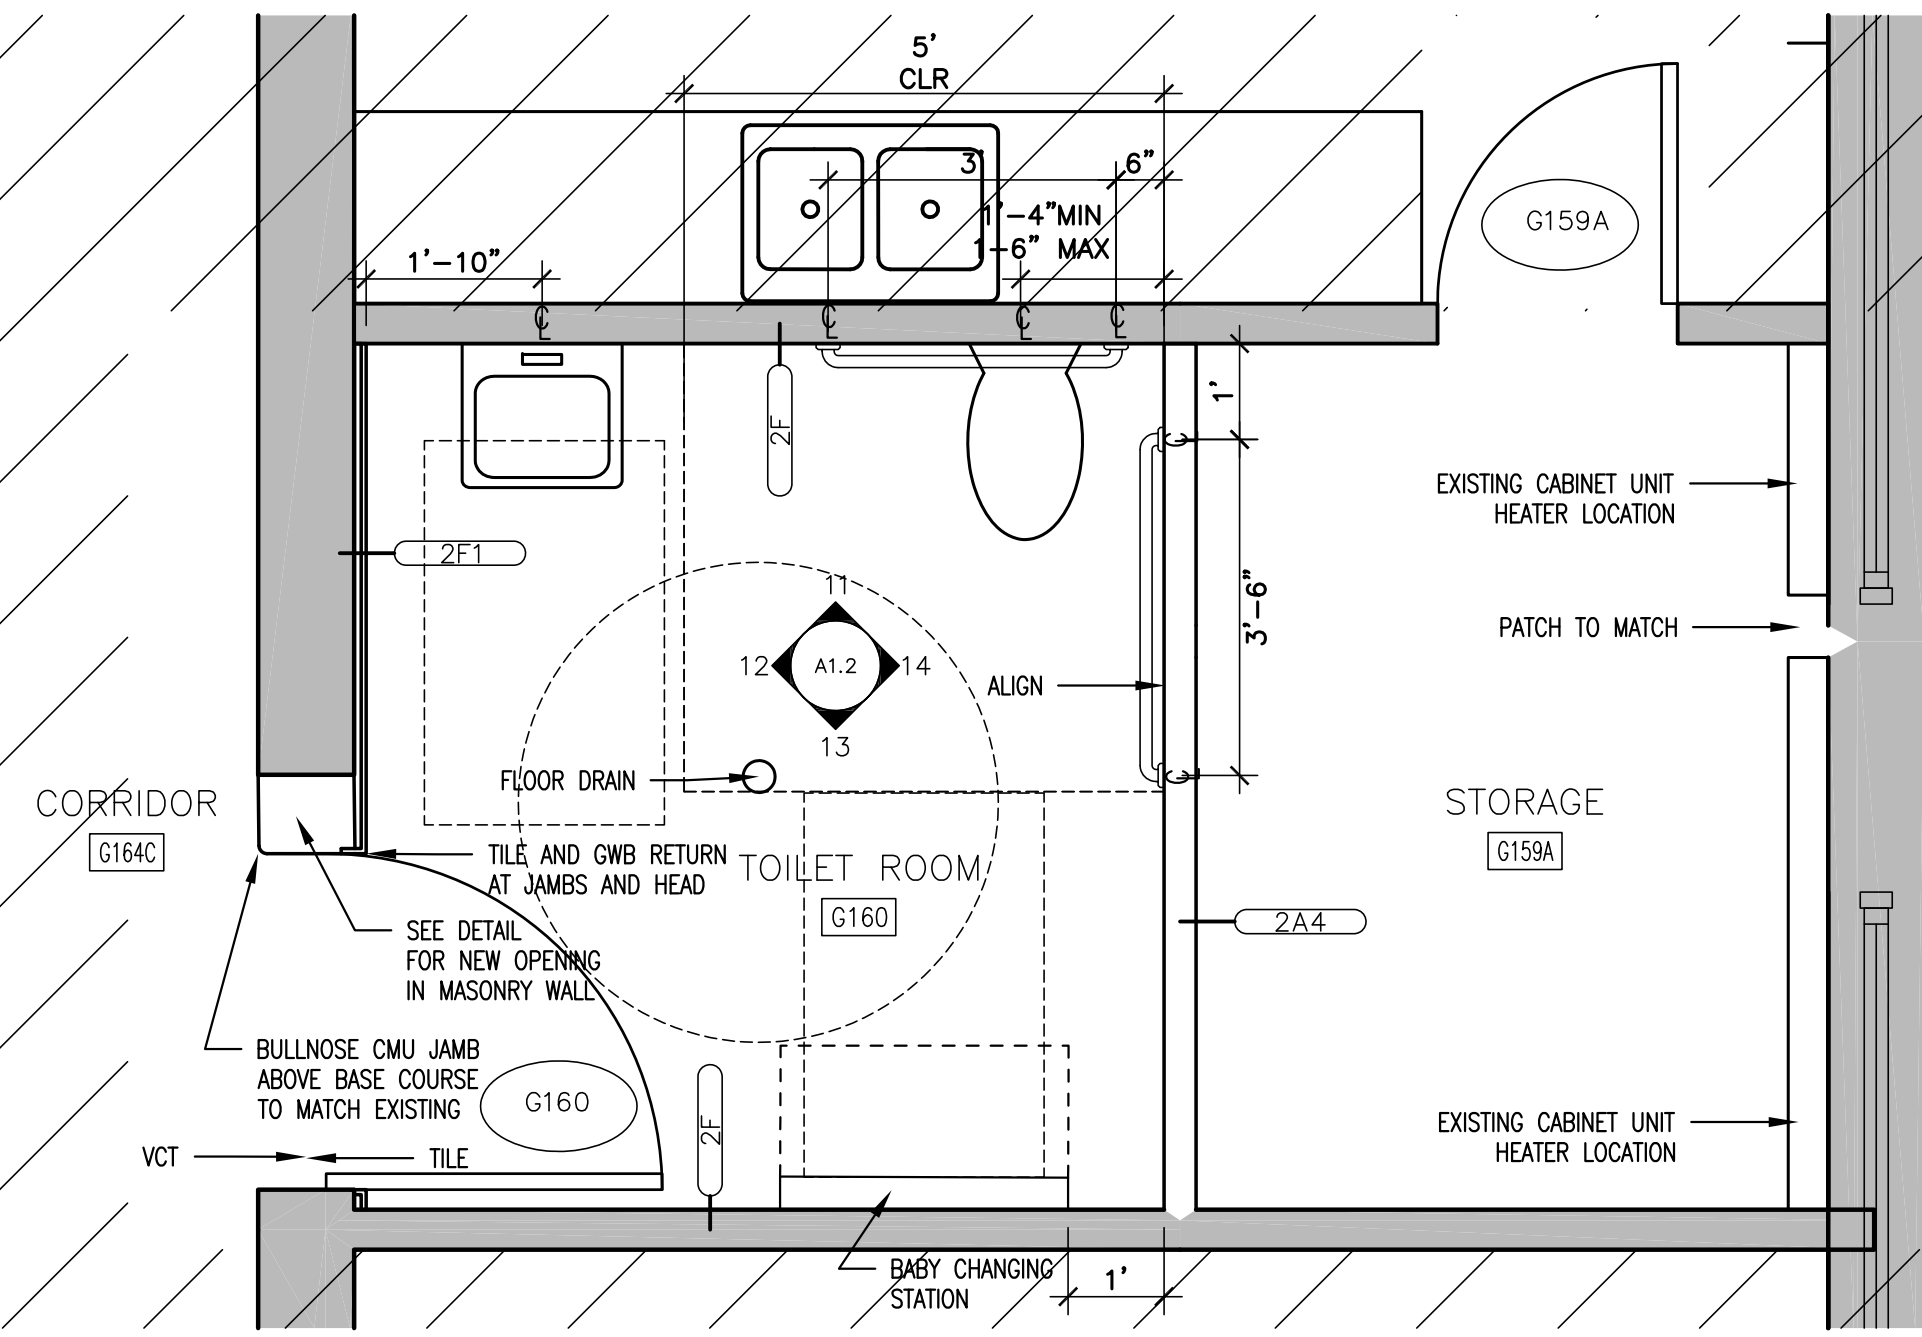 5'
CLR
3'
6"
1'-4"MIN
1-6" MAX
1'-10"
G159A
CL
CL
CL
CL
1'
2F
EXISTING CABINET UNIT
HEATER LOCATION
2F1
3'-6"
11
12
A1.2
14
13
PATCH TO MATCH
ALIGN
FLOOR DRAIN
CORRIDOR
G164C
STORAGE
G159A
TILE AND GWB RETURN
AT JAMBS AND HEAD
TOILET ROOM
G160
SEE DETAIL
FOR NEW OPENING
IN MASONRY WALL
2A4
BULLNOSE CMU JAMB
ABOVE BASE COURSE
TO MATCH EXISTING
G160
2F
EXISTING CABINET UNIT
HEATER LOCATION
VCT
TILE
BABY CHANGING
STATION
1'